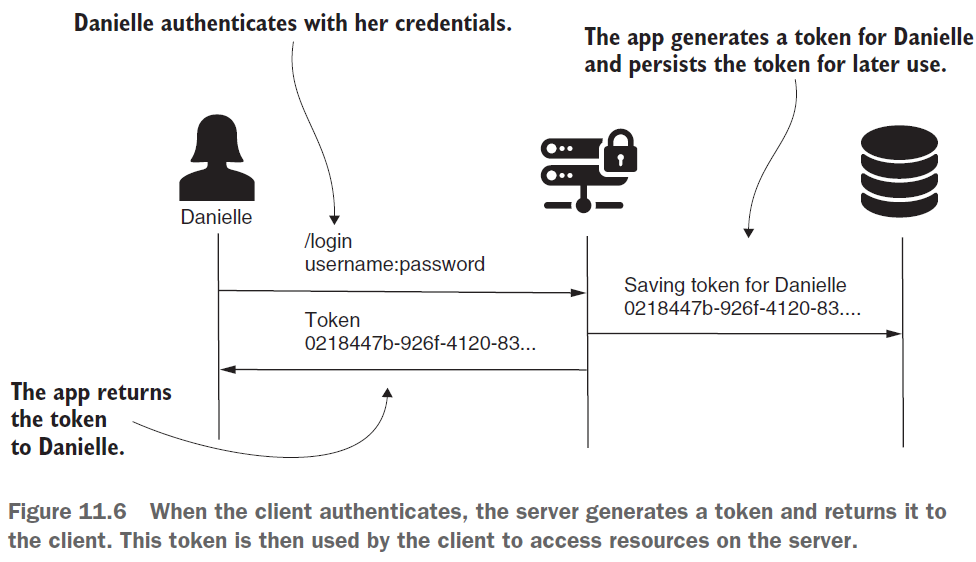 Danielle authenticates with her credentials.
The app generates a token for Danielle
and persists the token for later use.
Danielle
/login
username:password
Saving token for Danielle
0218447b-926f-4120-83....
Token
0218447b-926f-4120-83...
The app returns
the token
to Danielle.
Figure 11.6 When the client authenticates, the server generates a token and returns it to
the client. This token is then used by the client to access resources on the server.